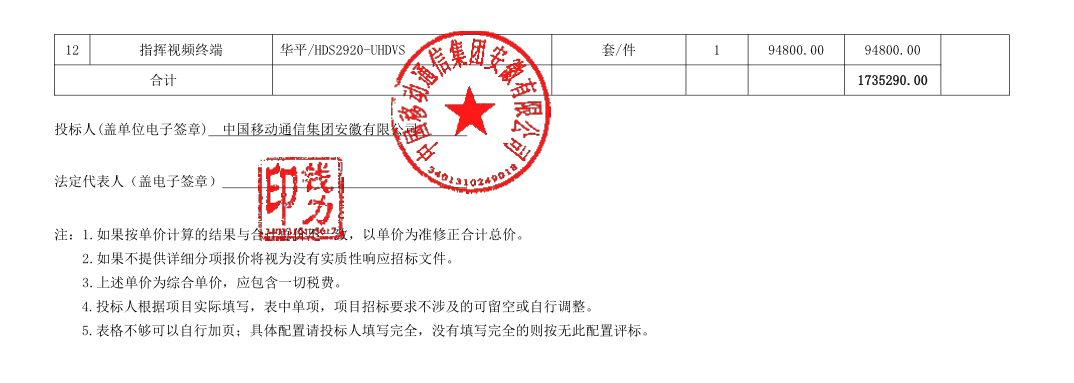 12 指挥视频终端 华平/HDS2920-UHDVS 套/件 1 94800.00 94800.00
合计 1735290.00
中国移动通信集团安徽有限公司
3401310249018
投标人(盖单位电子签章) 中国移动通信集团安徽有限公司
法定代表人（盖电子签章）
印
注：1.如果按单价计算的结果与合计，以单价为准修正合计总价。
2.如果不提供详细分项报价将视为没有实质性响应招标文件。
3.上述单价为综合单价，应包含一切税费。
4.投标人根据项目实际填写，表中单项，项目招标要求不涉及的可留空或自行调整。
5.表格不够可以自行加页；具体配置请投标人填写完全，没有填写完全的则按无此配置评标。